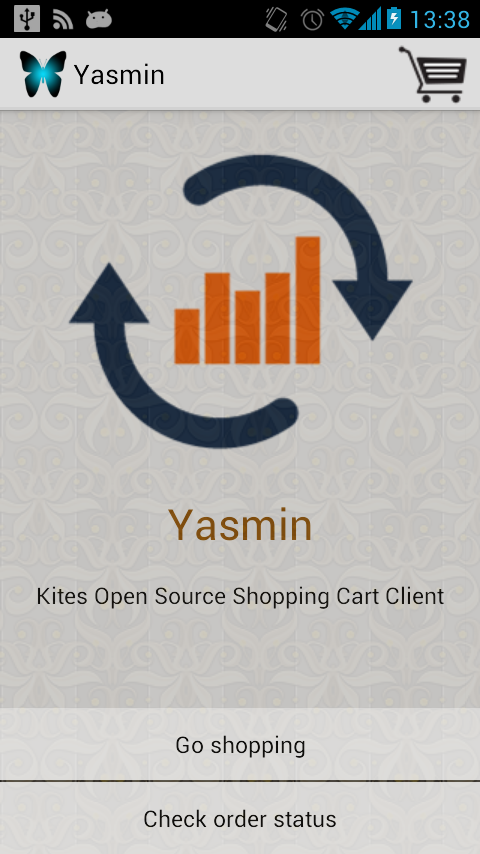 13:38
Yasmin
Yasmin
Kites Open Source Shopping Cart Client
Go shopping
Check order status